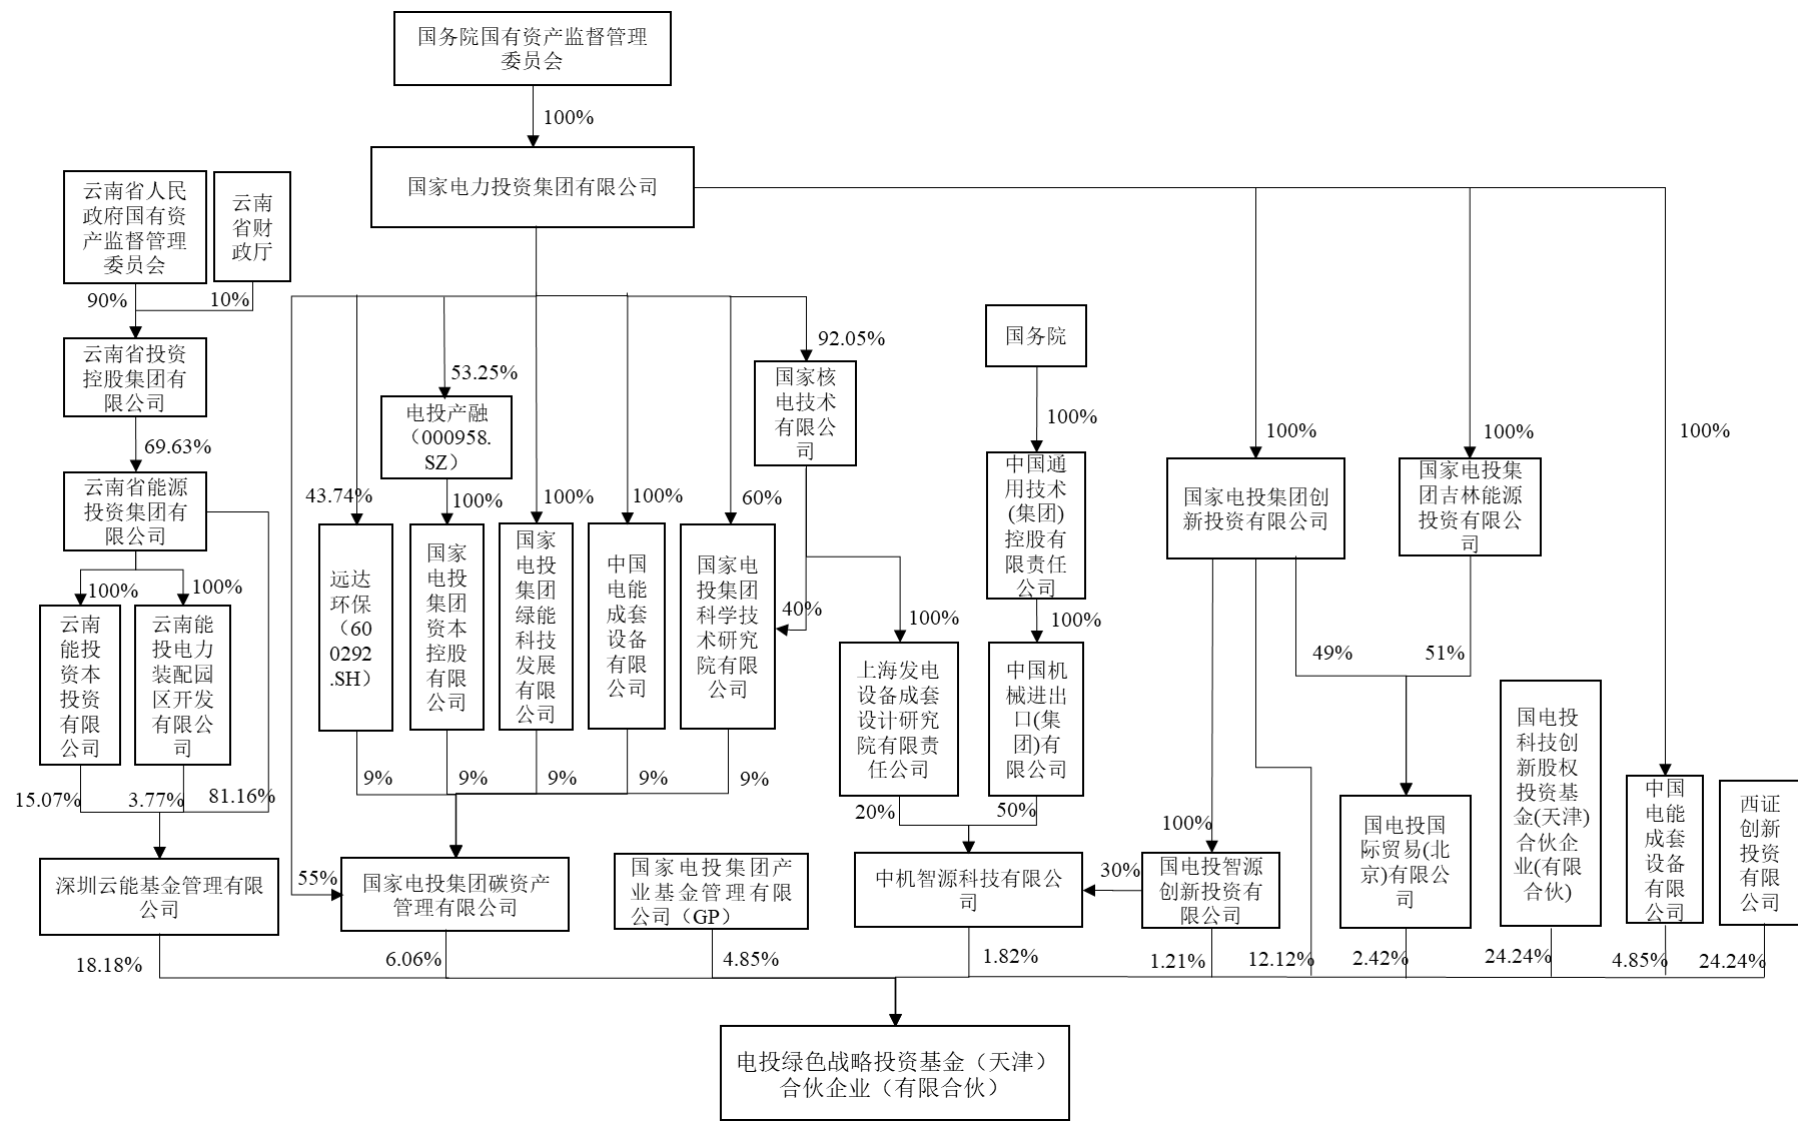 国务院国有资产监督管理
委员会
100%
国家电力投资集团有限公司
云南省人民
政府国有资
产监督管理
委员会
云南
省财
政厅
90%
10%
云南省投资
控股集团有
限公司
69.63%
云南省能源
投资集团有
限公司
100%
100%
云南
能投
资本
投资
有限
公司
云南能
投电力
装配园
区开发
有限公
司
15.07%
3.77%
81.16%
深圳云能基金管理有限
公司
18.18%
43.74%
远达
环保
（60
0292
.SH）
53.25%
电投产融
（000958.
SZ）
100%
国家
电投
集团
资本
控股
有限
公司
100%
国家
电投
集团
绿能
科技
发展
有限
公司
100%
中国
电能
成套
设备
有限
公司
60%
国家电
投集团
科学技
术研究
院有限
公司
92.05%
国家核
电技术
有限公
司
40%
100%
上海发电
设备成套
设计研究
院有限责
任公司
9%
9%
9%
9%
9%
55%
国家电投集团碳资产
管理有限公司
6.06%
国家电投集团产
业基金管理有限
公司（GP）
4.85%
国务院
100%
中国通
用技术
(集团)
控股有
限责任
公司
100%
中国机
械进出
口(集
团)有
限公司
20%
50%
中机智源科技有限公
司
1.82%
30%
100%
国家电投集团创
新投资有限公司
100%
国电投智源
创新投资有
限公司
1.21%
12.12%
100%
国家电投集
团吉林能源
投资有限公
司
49%
51%
国电投国
际贸易(北
京)有限公
司
2.42%
国电投
科技创
新股权
投资基
金(天津)
合伙企
业(有限
合伙)
24.24%
100%
中国
电能
成套
设备
有限
公司
4.85%
西证
创新
投资
有限
公司
24.24%
电投绿色战略投资基金（天津）
合伙企业（有限合伙）